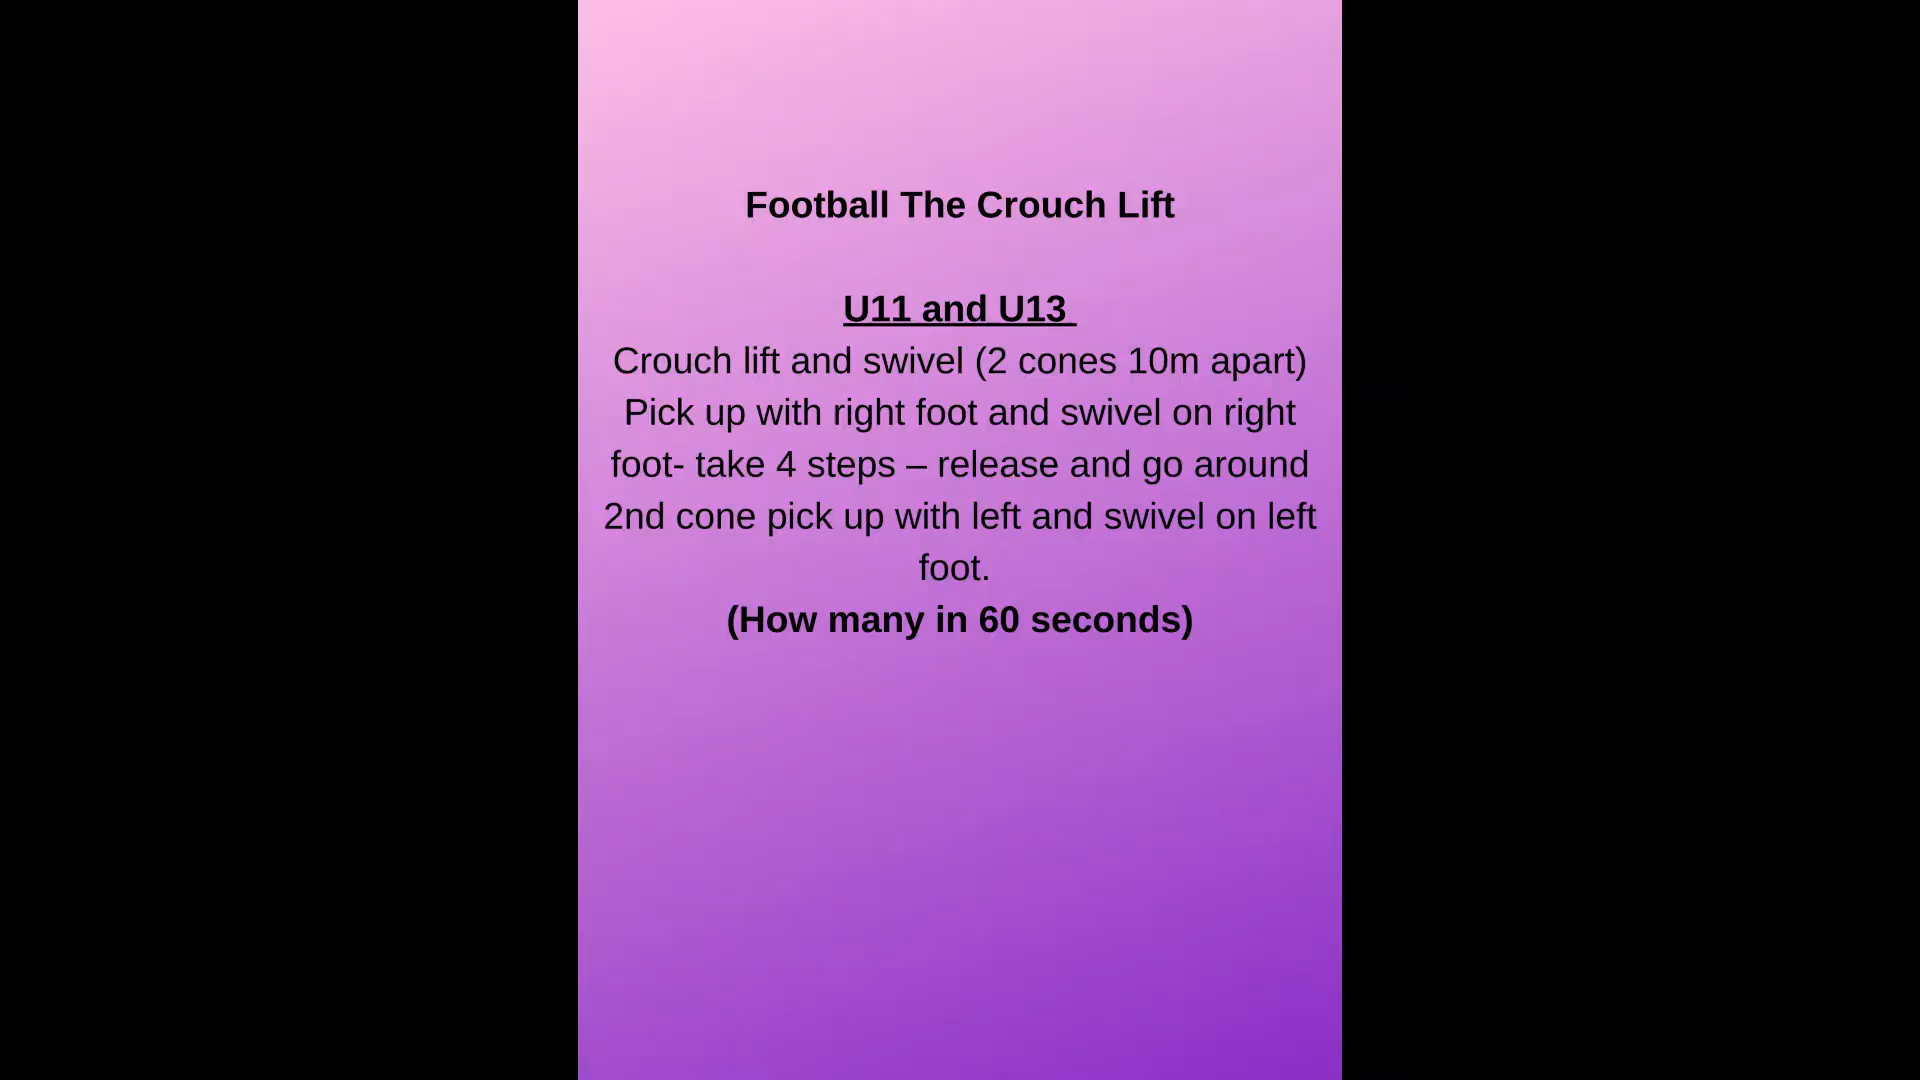 Football The Crouch Lift
U11 and U13
Crouch lift and swivel (2 cones 10m apart)
Pick up with right foot and swivel on right
foot- take 4 steps – release and go around
2nd cone pick up with left and swivel on left
foot.
(How many in 60 seconds)